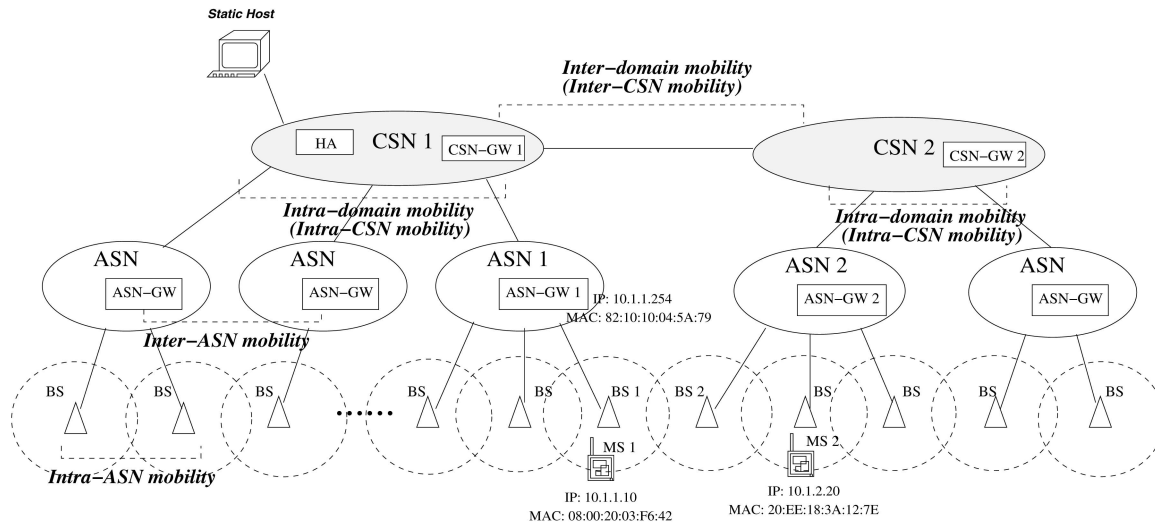 Static Host
Inter-domain mobility
(Inter-CSN mobility)
HA
CSN 1
CSN-GW 1
CSN 2
CSN-GW 2
Intra-domain mobility
(Intra-CSN mobility)
Intra-domain mobility
(Intra-CSN mobility)
ASN
ASN
ASN 1
ASN 2
ASN
ASN-GW
ASN-GW
ASN-GW 1
ASN-GW 2
ASN-GW
IP: 10.1.1.254
MAC: 82:10:10:04:5A:79
Inter-ASN mobility
BS
BS
BS
BS
BS
BS 1
BS 2
BS
BS
BS
BS
MS 1
MS 2
Intra-ASN mobility
IP: 10.1.1.10
MAC: 08:00:20:03:F6:42
IP: 10.1.2.20
MAC: 20:EE:18:3A:12:7E